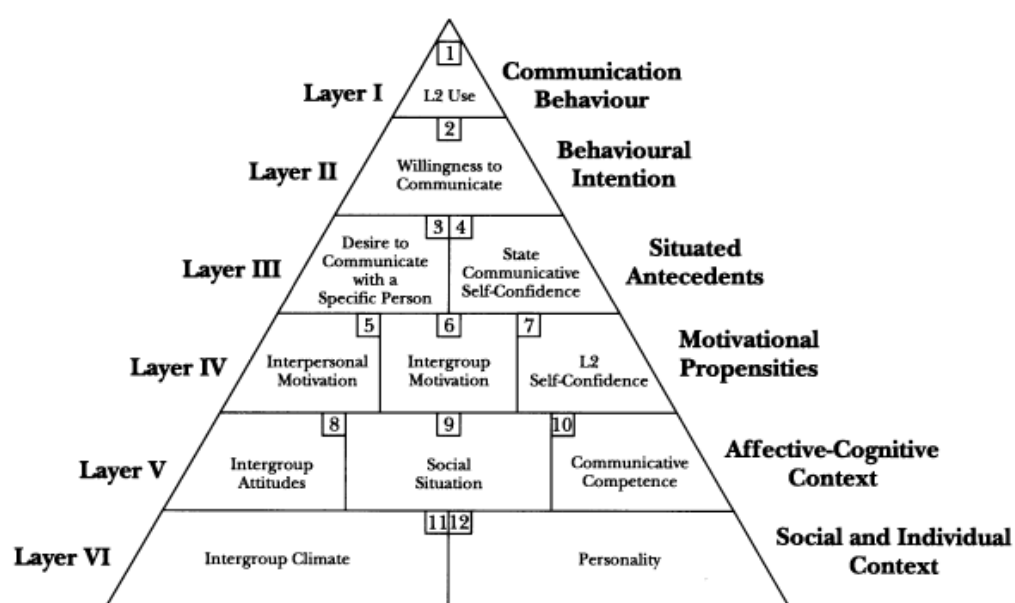 1
Layer I
L2 Use
Communication
Behaviour
2
Layer II
Willingness to
Communicate
Behavioural
Intention
3 4
Layer III
Desire to
Communicate
with a
Specific Person
State
Communicative
Self-Confidence
Situated
Antecedents
5 6 7
Layer IV
Interpersonal
Motivation
Intergroup
Motivation
L2
Self-Confidence
Motivational
Propensities
8 9 10
Layer V
Intergroup
Attitudes
Social
Situation
Communicative
Competence
Affective-Cognitive
Context
11 12
Layer VI
Intergroup Climate
Personality
Social and Individual
Context